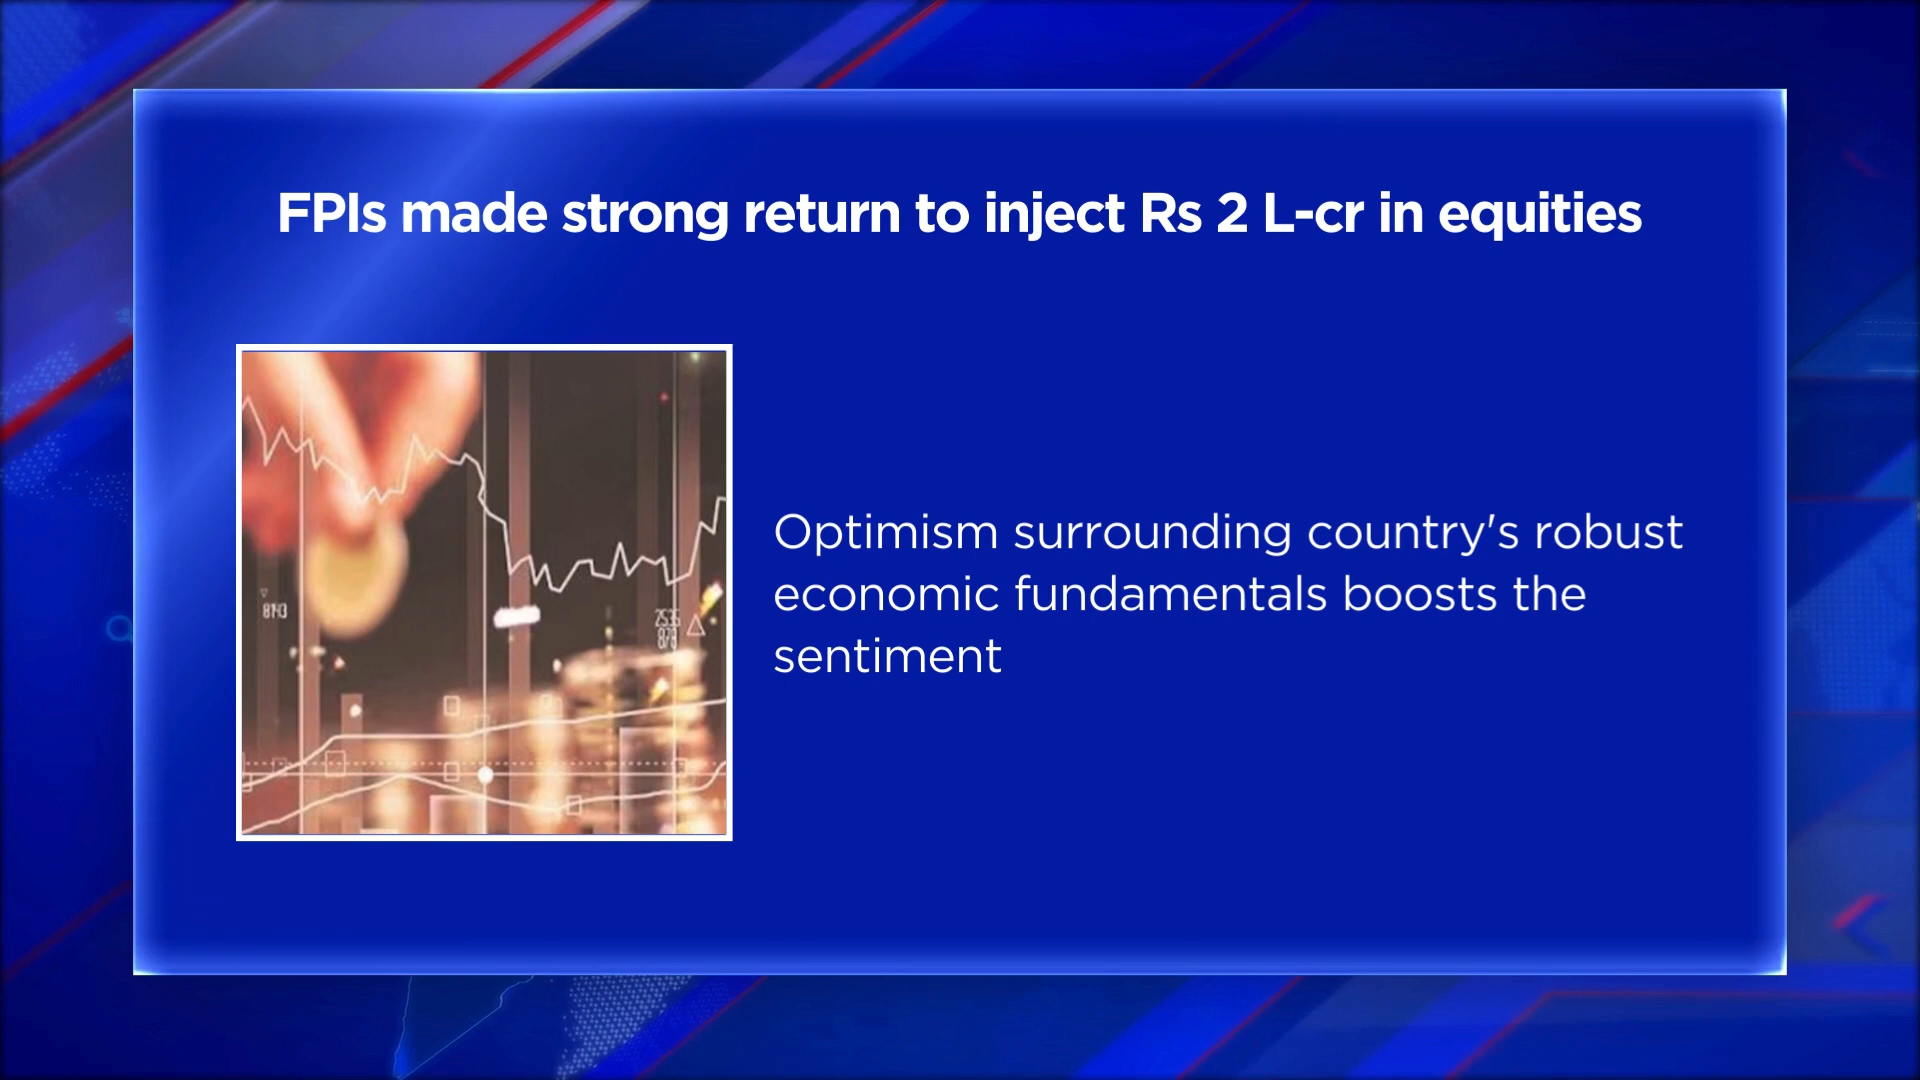 FPIs made strong return to inject Rs 2 L-cr in equities
Optimism surrounding country's robust
economic fundamentals boosts the
sentiment